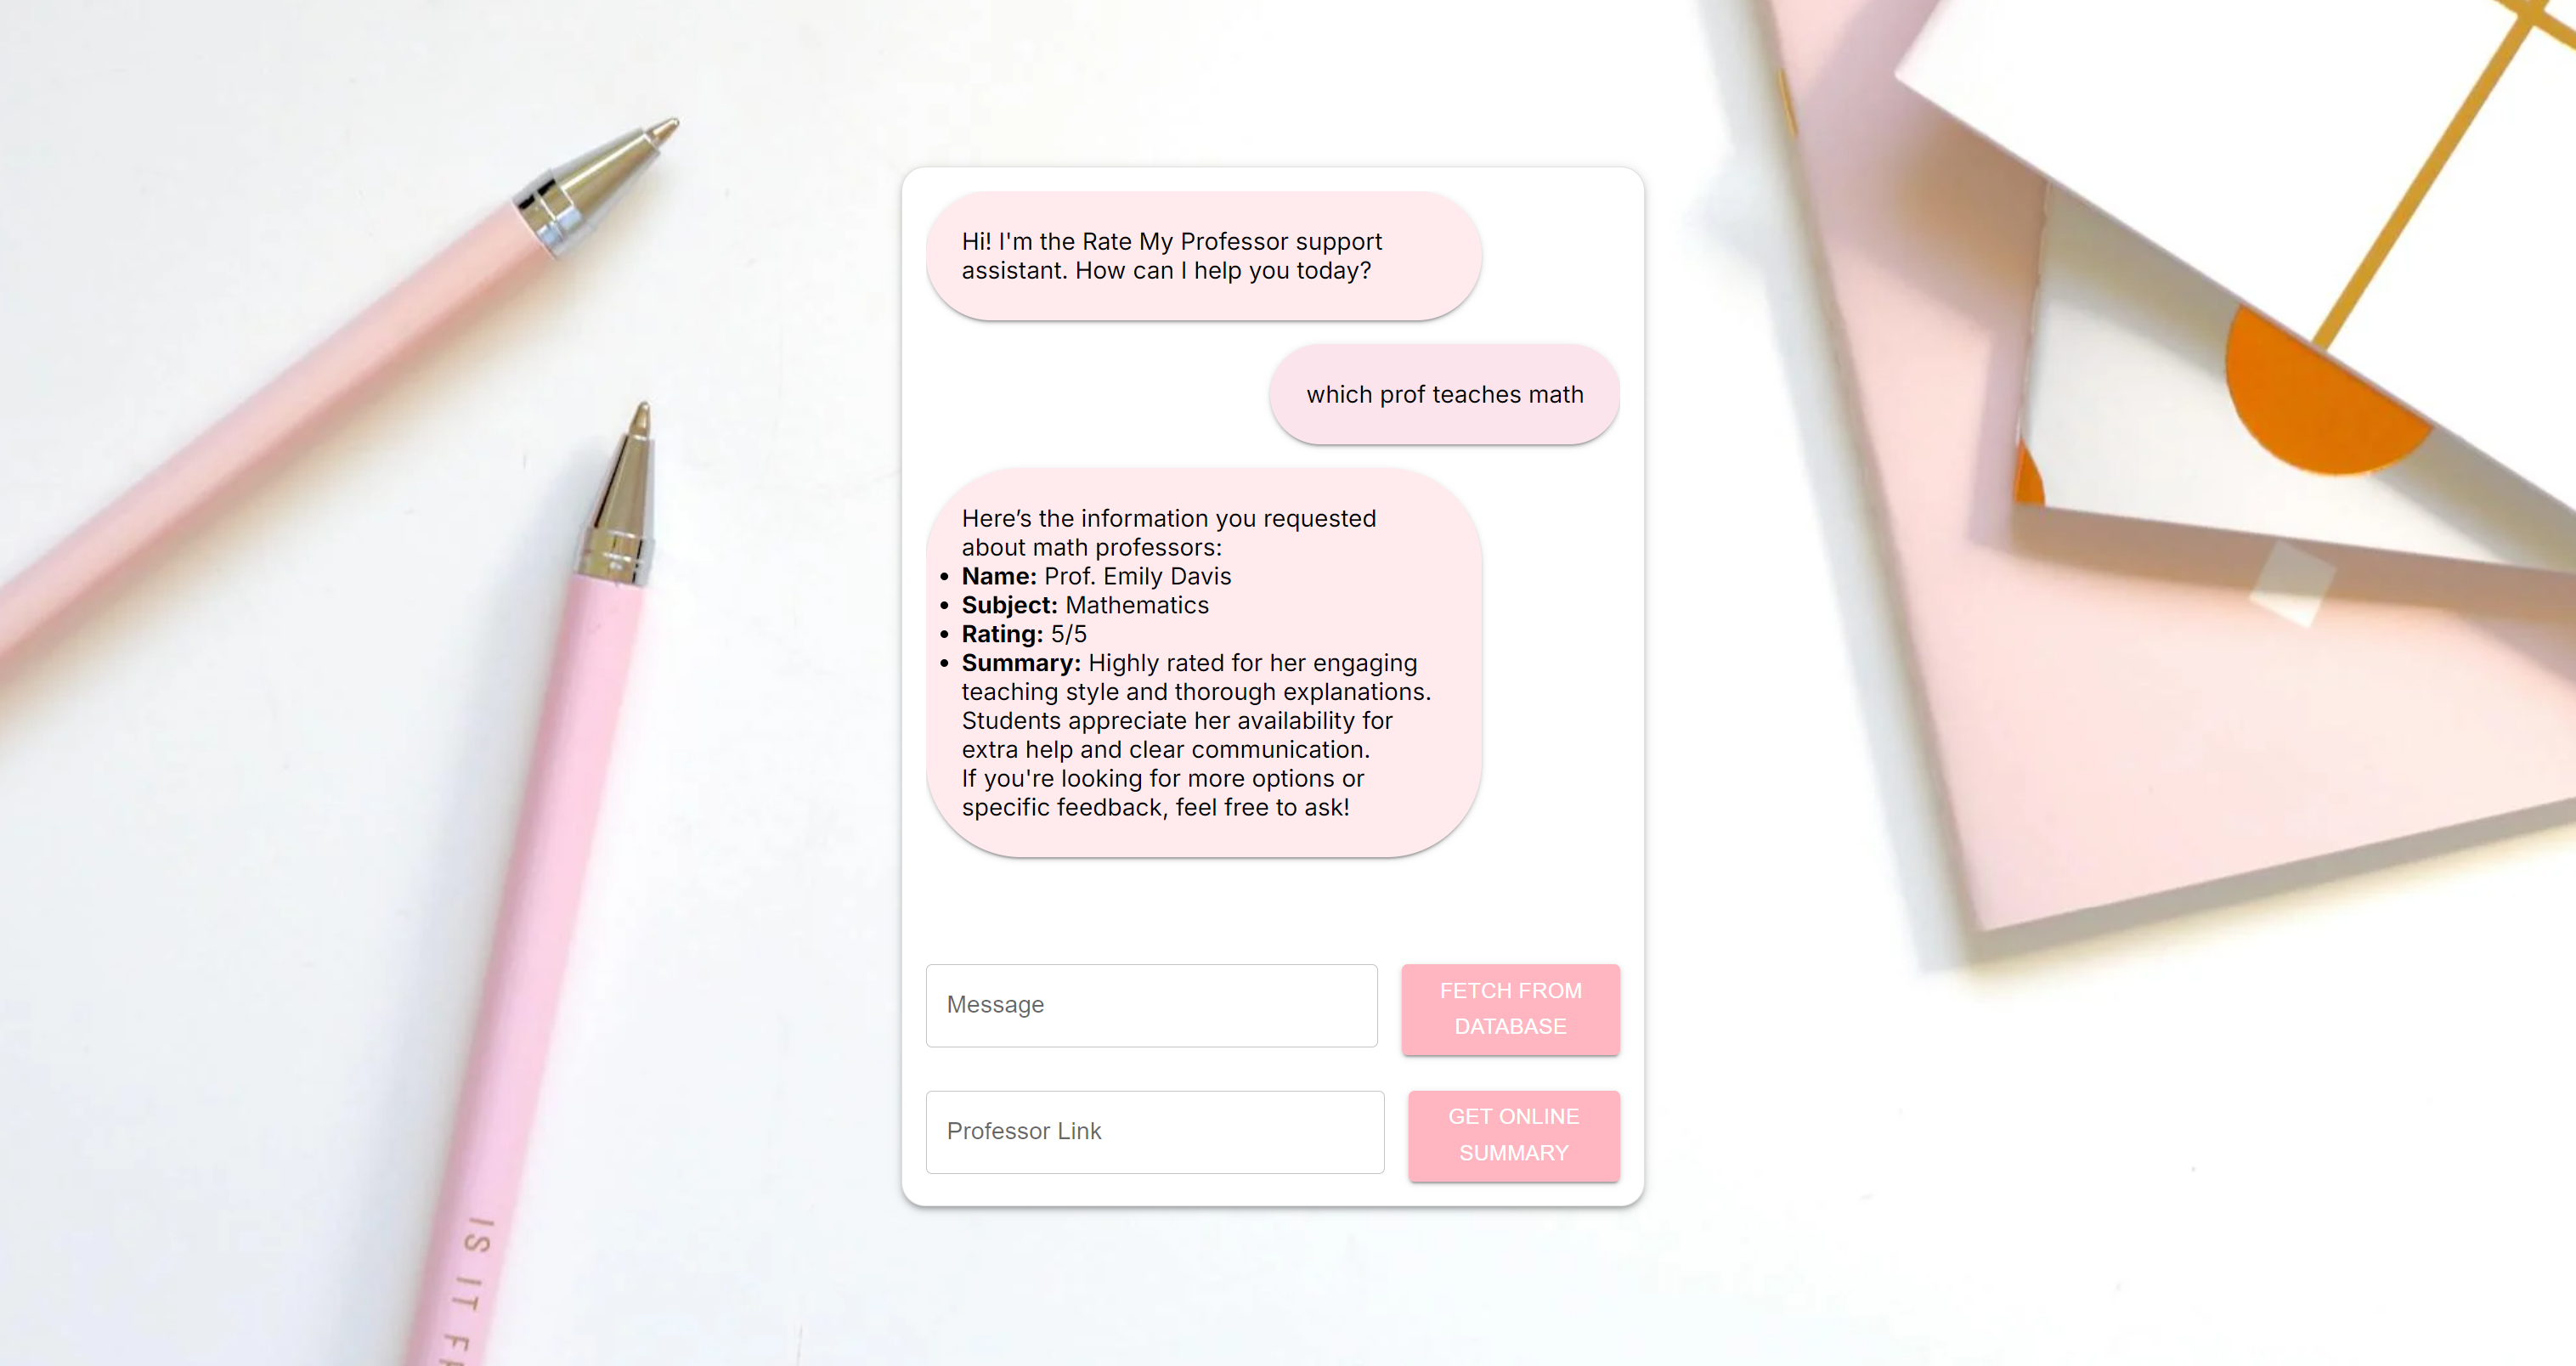 Hi! I'm the Rate My Professor support
assistant. How can I help you today?
which prof teaches math
Here’s the information you requested
about math professors:
• Name: Prof. Emily Davis
• Subject: Mathematics
• Rating: 5/5
• Summary: Highly rated for her engaging
teaching style and thorough explanations.
Students appreciate her availability for
extra help and clear communication.
If you're looking for more options or
specific feedback, feel free to ask!
Message
FETCH FROM
DATABASE
Professor Link
GET ONLINE
SUMMARY
IS IT